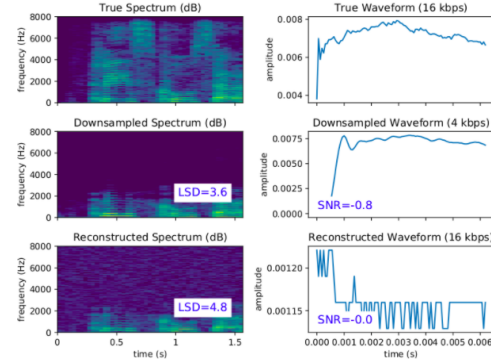 True Spectrum (dB)
True Waveform (16 kbps)
frequency (Hz)
8000
6000
4000
2000
0
amplitude
0.008
0.006
0.004
Downsampled Spectrum (dB)
Downsampled Waveform (4 kbps)
frequency (Hz)
8000
6000
4000
2000
0
LSD=3.6
amplitude
0.0075
0.0050
0.0025
0.0000
SNR=-0.8
Reconstructed Spectrum (dB)
Reconstructed Waveform (16 kbps)
frequency (Hz)
8000
6000
4000
2000
0
LSD=4.8
amplitude
0.00120
0.00115
SNR=-0.0
0.0 0.5 1.0 1.5
time (s)
0.000 0.001 0.002 0.003 0.004 0.005 0.006
time (s)